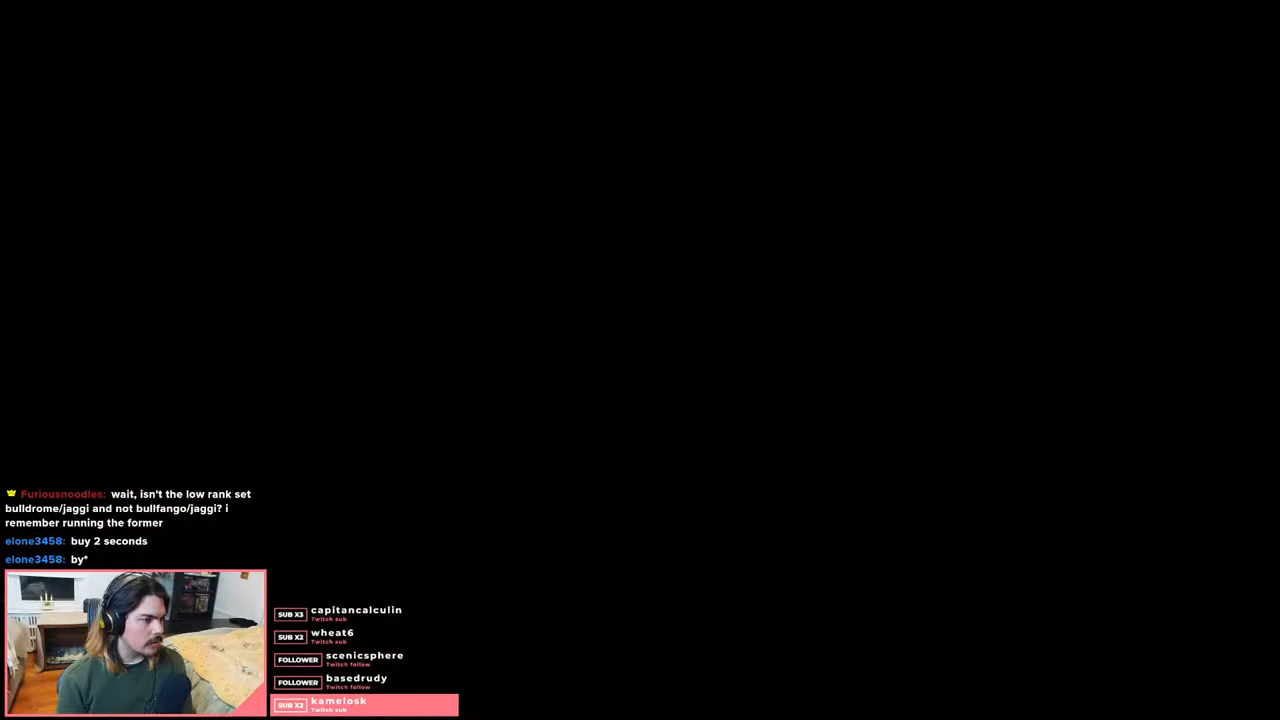 Furiousnoodles: wait, isn't the low rank set
bulldrome/jaggi and not bullfango/jaggi? i
remember running the former
elone3458: buy 2 seconds
elone3458: by*
SUB X3 capitancalculin
Twitch sub
SUB X2 wheat6
Twitch sub
FOLLOWER scenicsphere
Twitch follow
FOLLOWER basedrudy
Twitch follow
SUB X2 kamelosk
Twitch sub